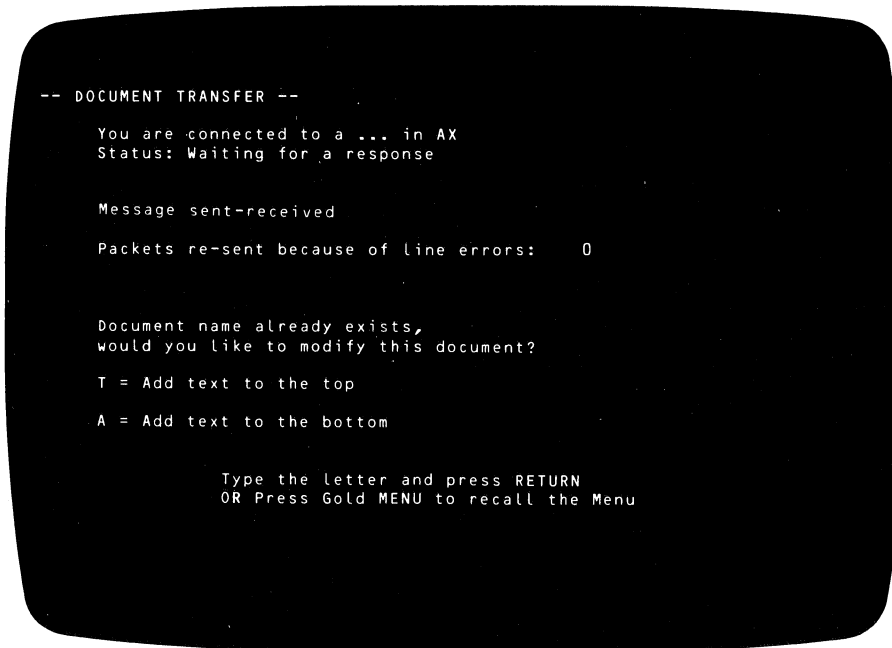 -- DOCUMENT TRANSFER --
You are connected to a ... in AX
Status: Waiting for a response
Message sent-received
Packets re-sent because of line errors: 0
Document name already exists,
would you like to modify this document?
T = Add text to the top
A = Add text to the bottom
Type the letter and press RETURN
OR Press Gold MENU to recall the Menu